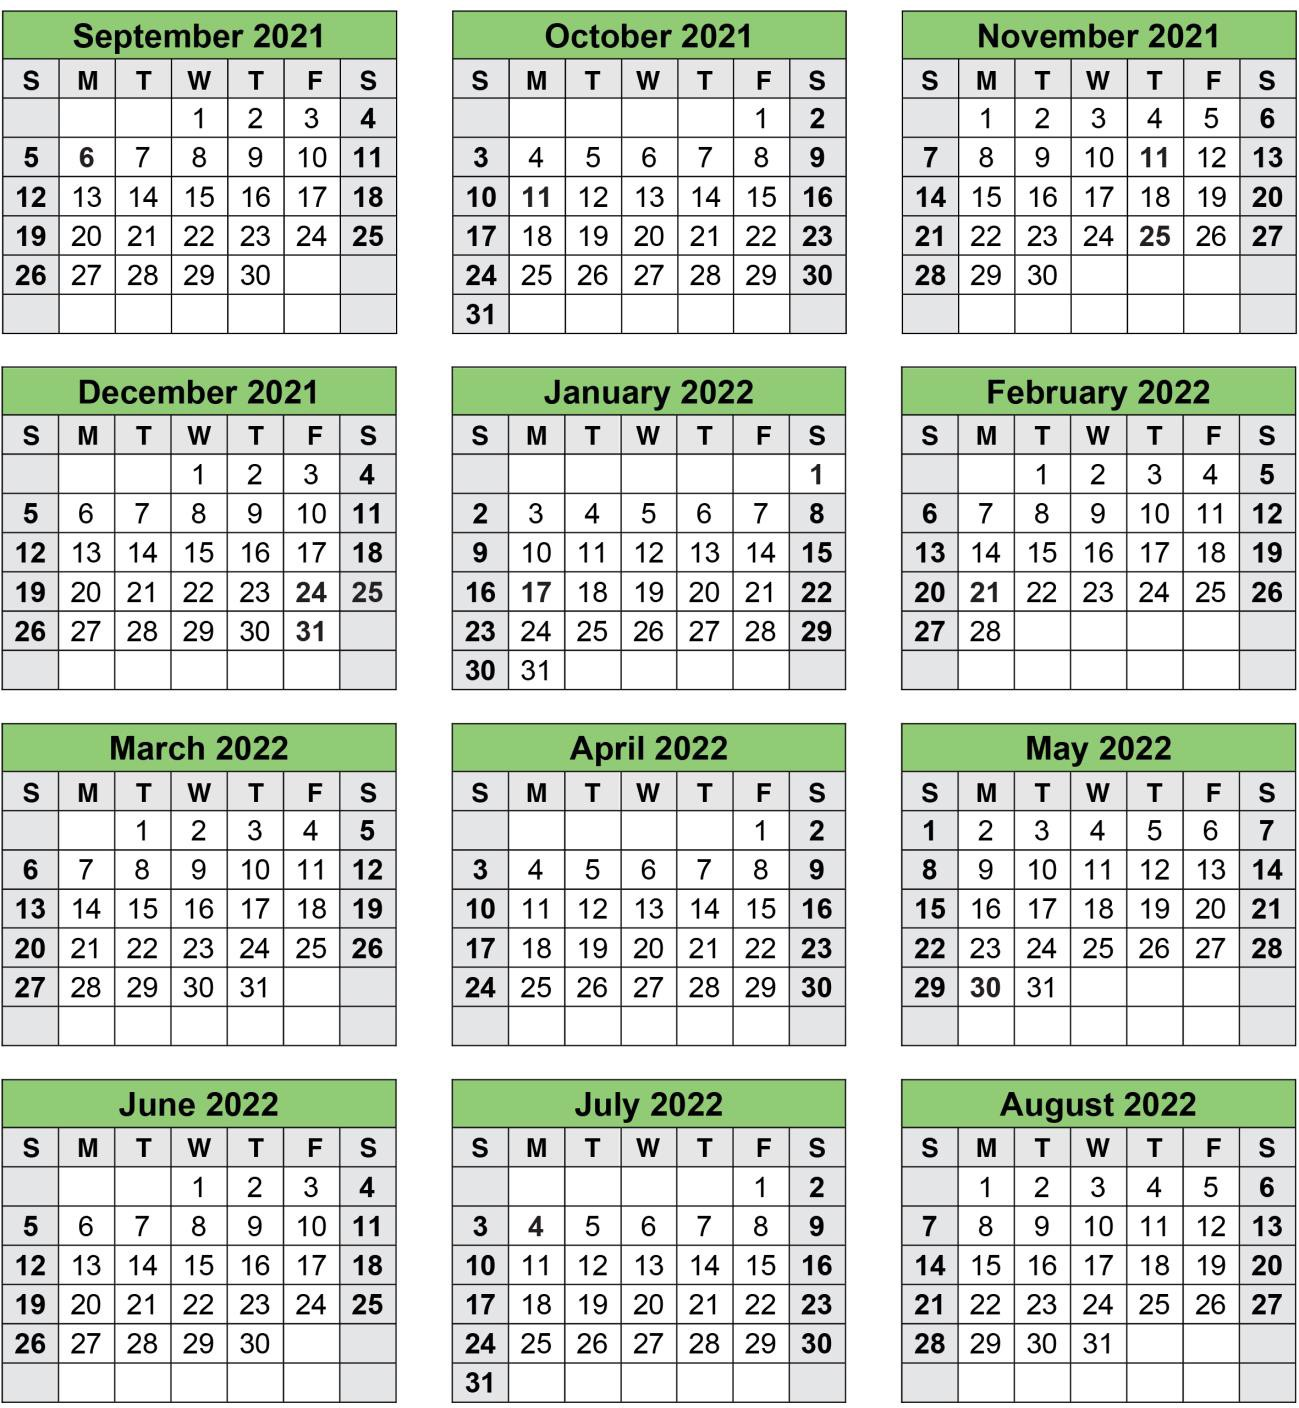 September 2021
S M T W T F S
1 2 3 4
5 6 7 8 9 10 11
12 13 14 15 16 17 18
19 20 21 22 23 24 25
26 27 28 29 30
October 2021
S M T W T F S
1 2
3 4 5 6 7 8 9
10 11 12 13 14 15 16
17 18 19 20 21 22 23
24 25 26 27 28 29 30
31
November 2021
S M T W T F S
1 2 3 4 5 6
7 8 9 10 11 12 13
14 15 16 17 18 19 20
21 22 23 24 25 26 27
28 29 30
December 2021
S M T W T F S
1 2 3 4
5 6 7 8 9 10 11
12 13 14 15 16 17 18
19 20 21 22 23 24 25
26 27 28 29 30 31
January 2022
S M T W T F S
1
2 3 4 5 6 7 8
9 10 11 12 13 14 15
16 17 18 19 20 21 22
23 24 25 26 27 28 29
30 31
February 2022
S M T W T F S
1 2 3 4 5
6 7 8 9 10 11 12
13 14 15 16 17 18 19
20 21 22 23 24 25 26
27 28
March 2022
S M T W T F S
1 2 3 4 5
6 7 8 9 10 11 12
13 14 15 16 17 18 19
20 21 22 23 24 25 26
27 28 29 30 31
April 2022
S M T W T F S
1 2
3 4 5 6 7 8 9
10 11 12 13 14 15 16
17 18 19 20 21 22 23
24 25 26 27 28 29 30
May 2022
S M T W T F S
1 2 3 4 5 6 7
8 9 10 11 12 13 14
15 16 17 18 19 20 21
22 23 24 25 26 27 28
29 30 31
June 2022
S M T W T F S
1 2 3 4
5 6 7 8 9 10 11
12 13 14 15 16 17 18
19 20 21 22 23 24 25
26 27 28 29 30
July 2022
S M T W T F S
1 2
3 4 5 6 7 8 9
10 11 12 13 14 15 16
17 18 19 20 21 22 23
24 25 26 27 28 29 30
31
August 2022
S M T W T F S
1 2 3 4 5 6
7 8 9 10 11 12 13
14 15 16 17 18 19 20
21 22 23 24 25 26 27
28 29 30 31